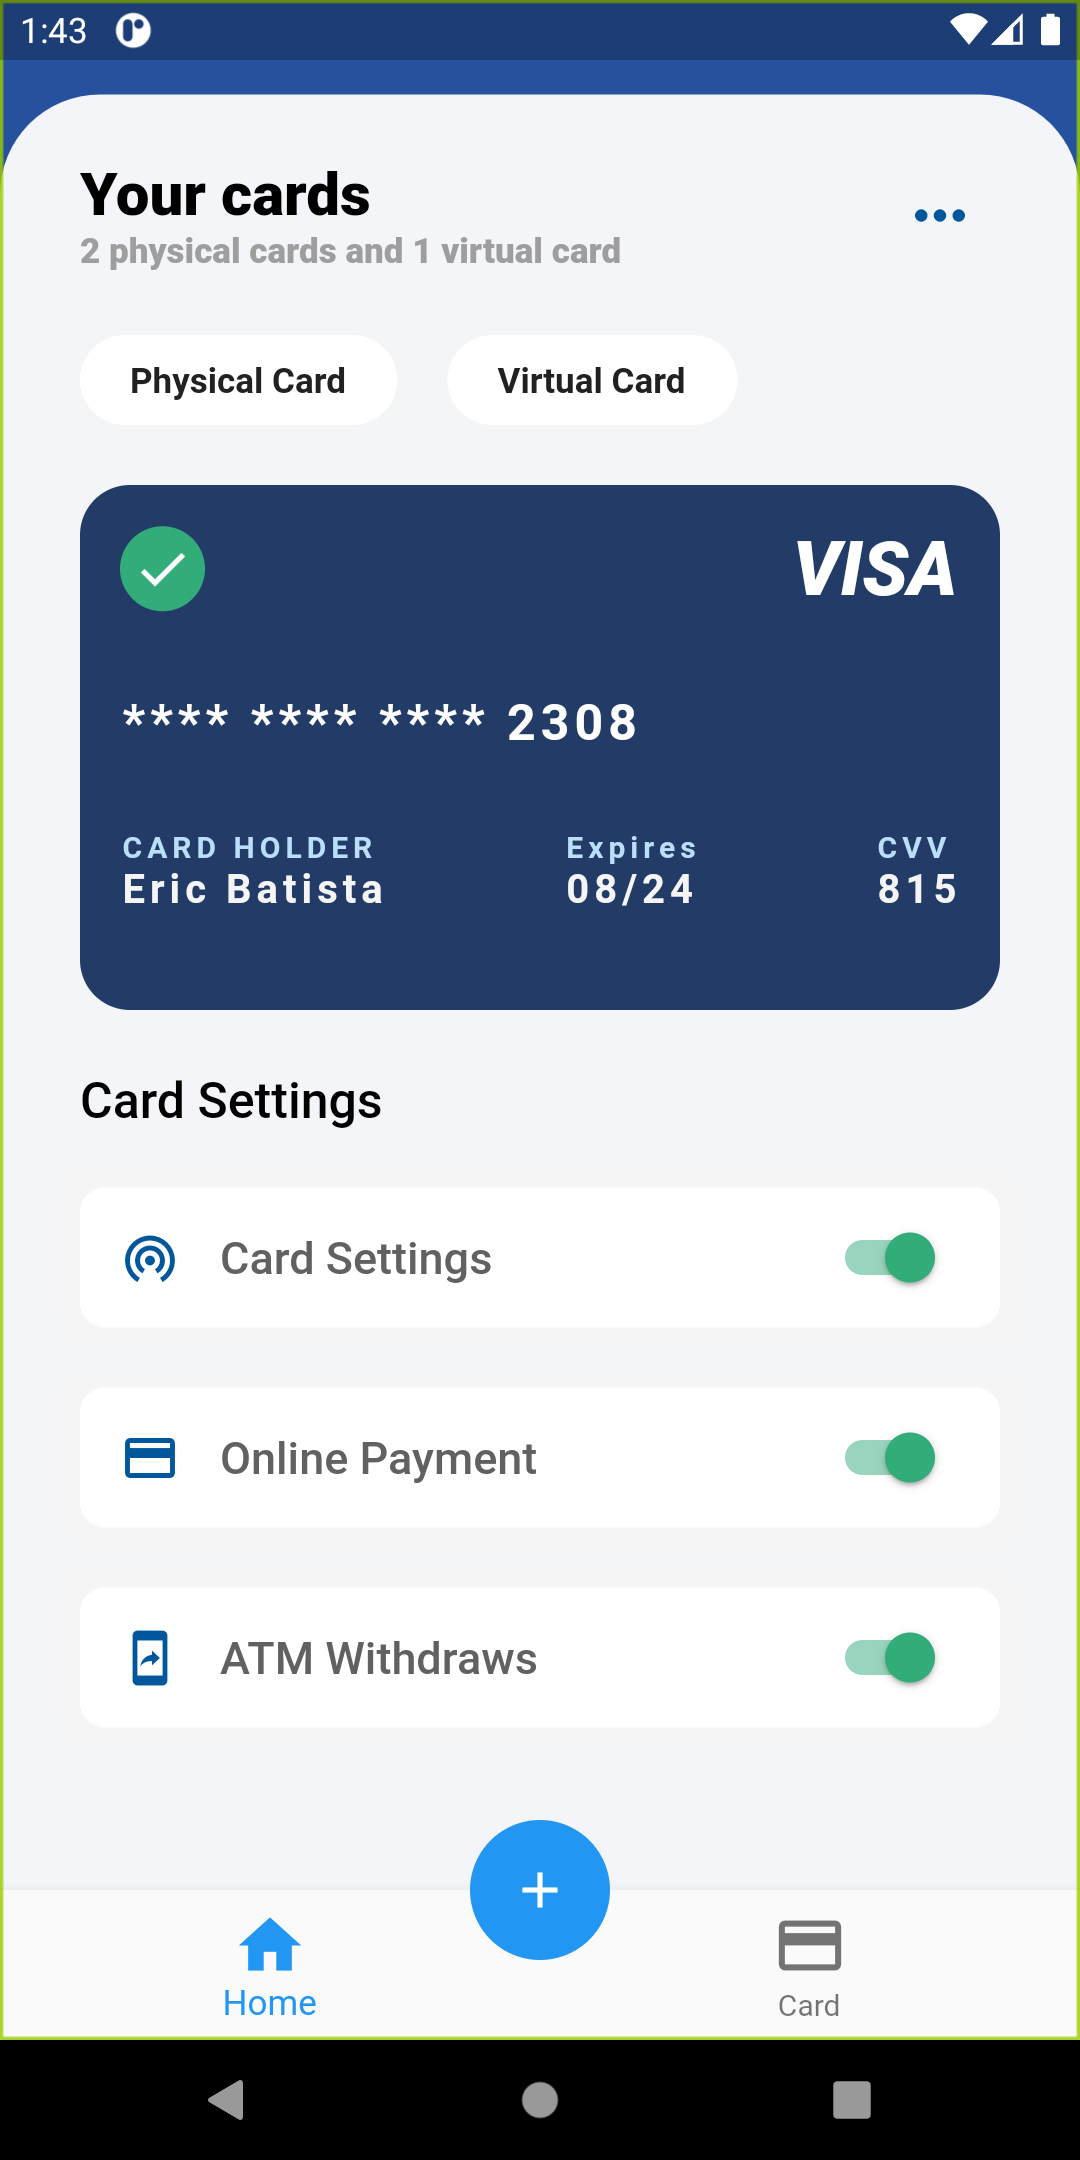 1:43
Your cards
2 physical cards and 1 virtual card
Physical Card Virtual Card
VISA
**** **** **** 2308
CARD HOLDER Expires CVV
Eric Batista 08/24 815
Card Settings
Card Settings
Online Payment
ATM Withdraws
Home Card